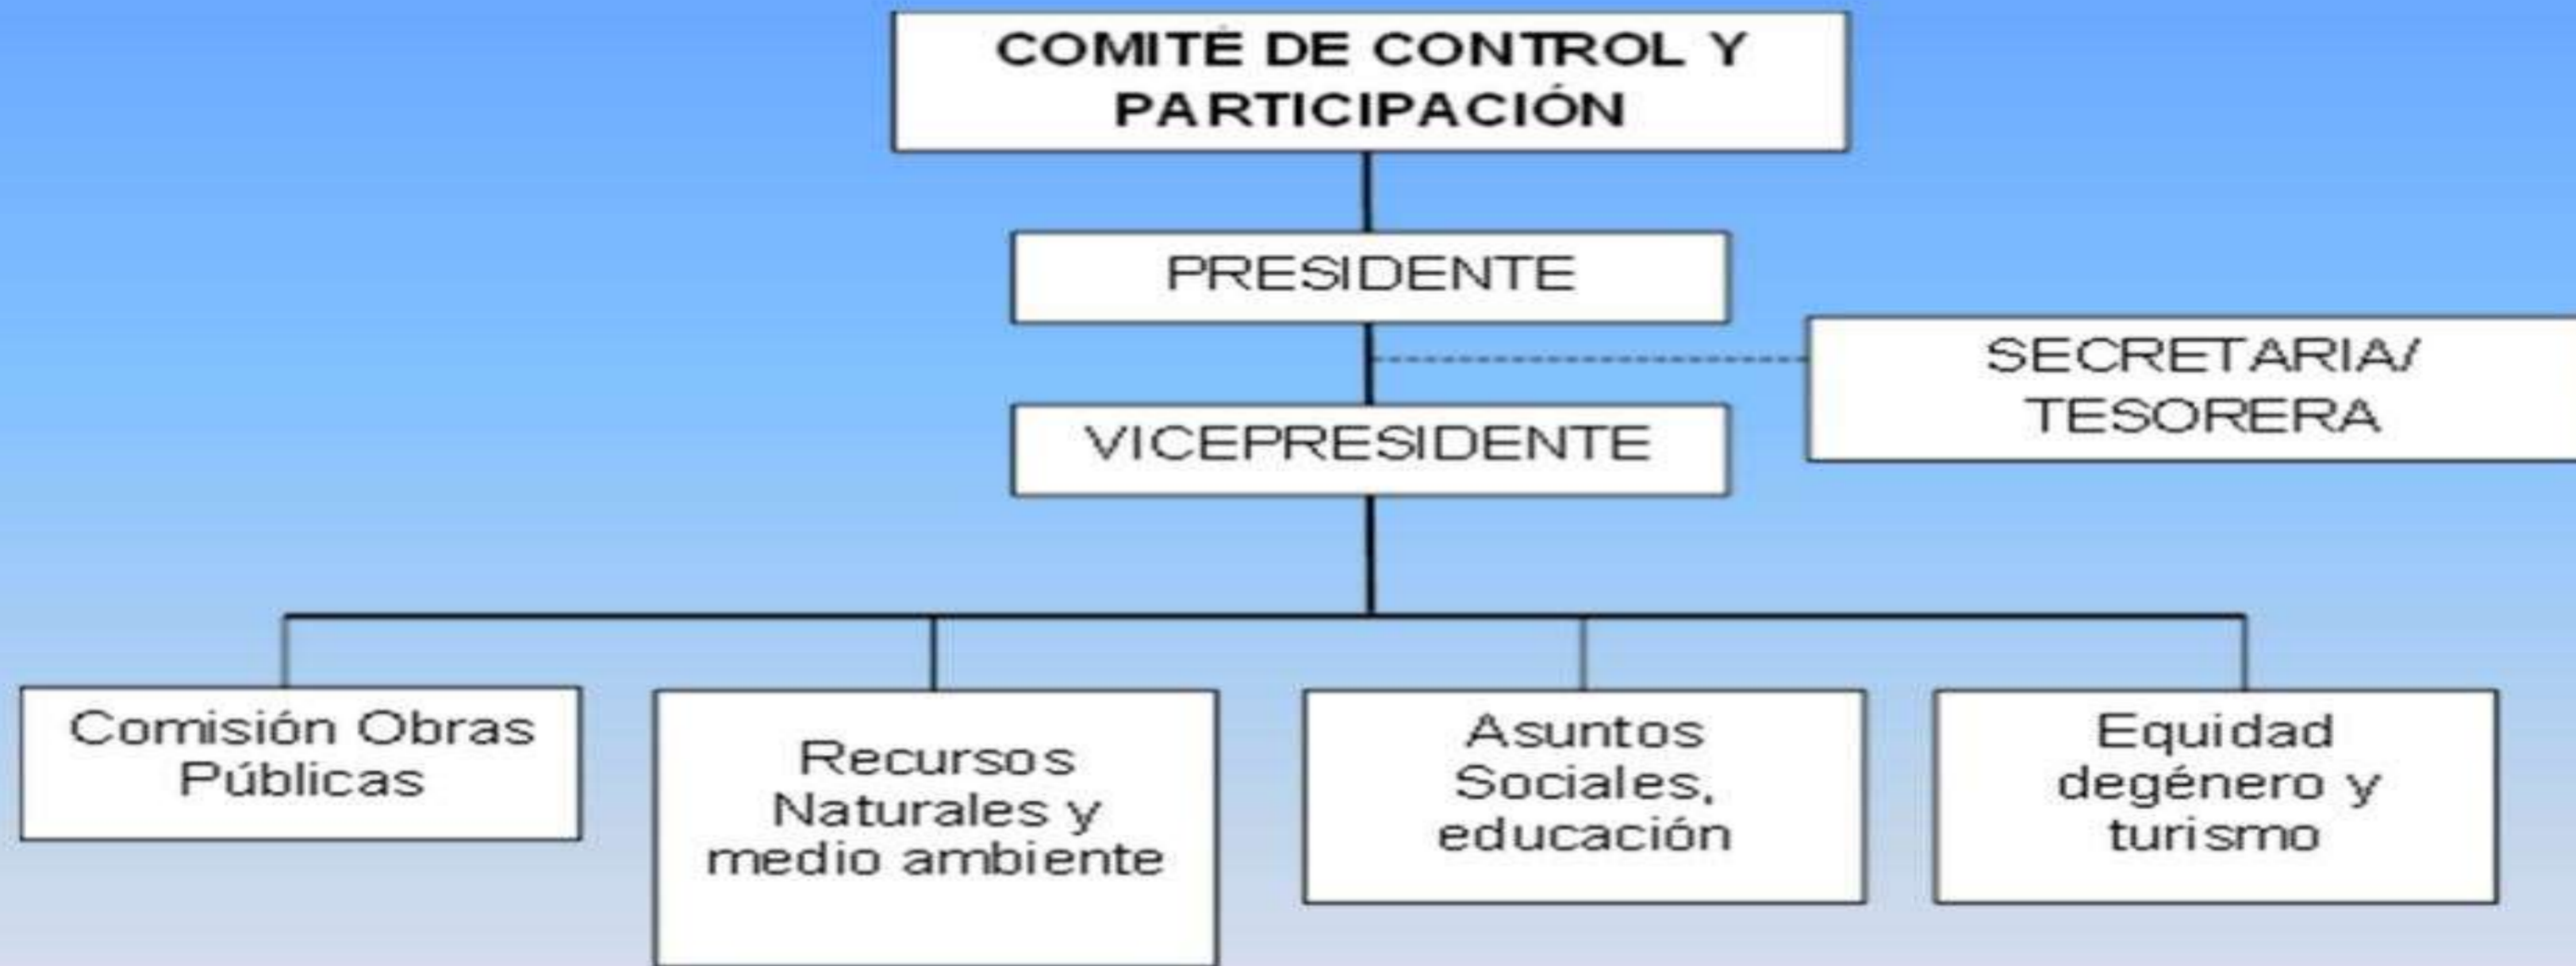 COMITÉ DE CONTROL Y
PARTICIPACIÓN
PRESIDENTE
SECRETARIA/
TESORERA
VICEPRESIDENTE
Comisión Obras
Públicas
Recursos
Naturales y
medio ambiente
Asuntos
Sociales,
educación
Equidad
degénero y
turismo